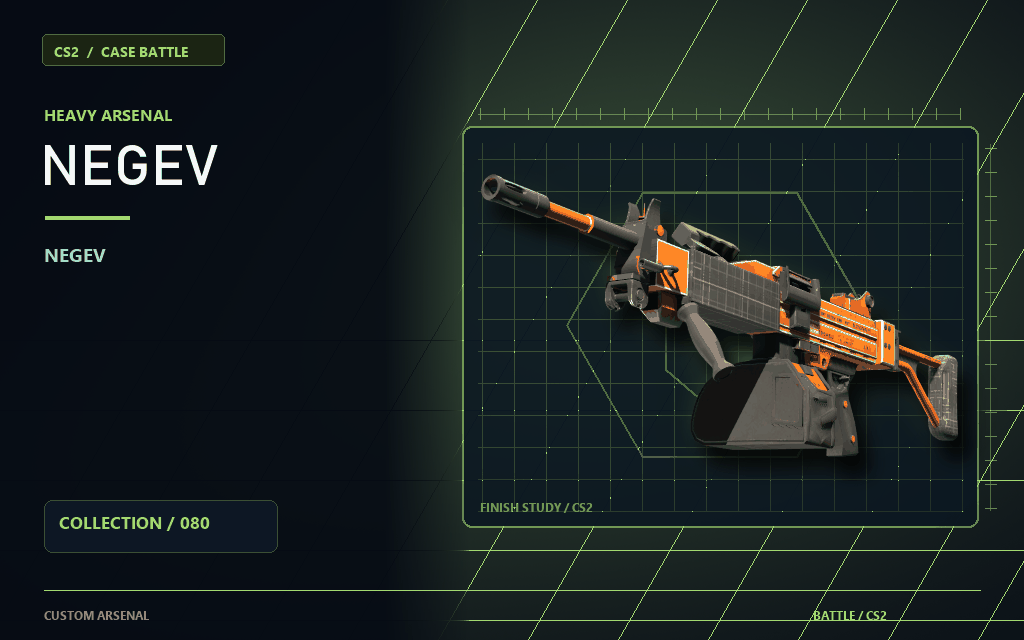 CS2 / CASE BATTLE
HEAVY ARSENAL
NEGEV
NEGEV
FINISH STUDY / CS2
COLLECTION / 080
CUSTOM ARSENAL
BATTLE / CS2